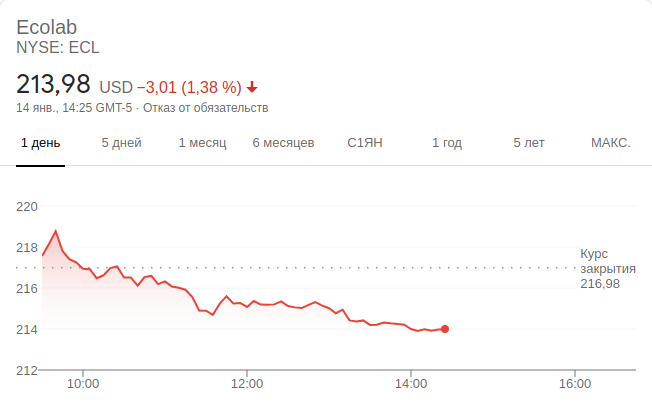 Ecolab
NYSE: ECL
213,98 USD −3,01 (1,38 %)
14 янв., 14:25 GMT-5 · Отказ от обязательств
1 день 5 дней 1 месяц 6 месяцев С1ЯН 1 год 5 лет МАКС.
220
218
216
214
212
Курс
закрытия
216,98
10:00 12:00 14:00 16:00